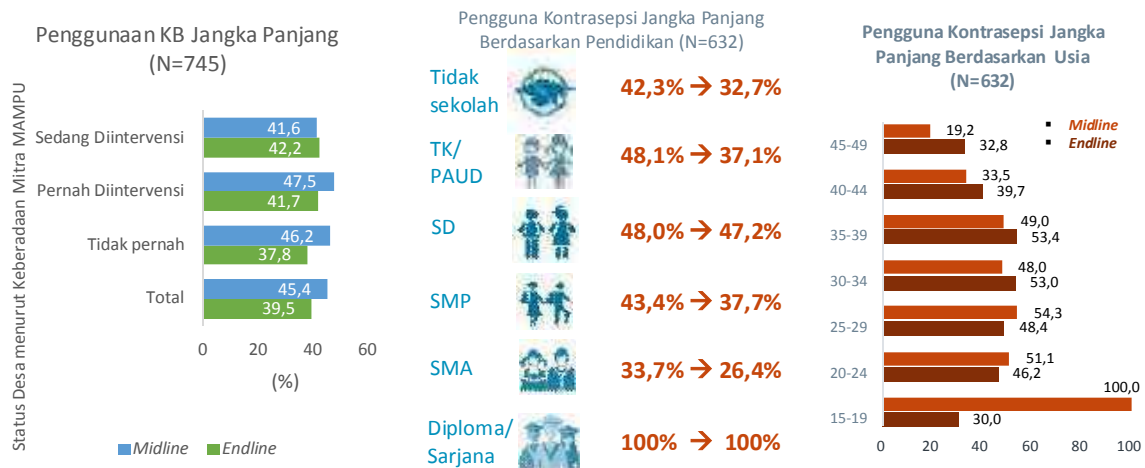 Penggunaan KB Jangka Panjang
(N=745)
Status Desa menurut Keberadaan Mitra MAMPU
Sedang Diintervensi
41,6
42,2
Pernah Diintervensi
47,5
41,7
Tidak pernah
46,2
37,8
Total
45,4
39,5
0 20 40 60
(%)
Midline Endline
Pengguna Kontrasepsi Jangka Panjang
Berdasarkan Pendidikan (N=632)
Tidak
sekolah
42,3% → 32,7%
TK/
PAUD
48,1% → 37,1%
SD
48,0% → 47,2%
SMP
43,4% → 37,7%
SMA
33,7% → 26,4%
Diploma/
Sarjana
100% → 100%
Pengguna Kontrasepsi Jangka
Panjang Berdasarkan Usia
(N=632)
Midline
Endline
45-49
19,2
32,8
40-44
33,5
39,7
35-39
49,0
53,4
30-34
48,0
53,0
25-29
54,3
48,4
20-24
51,1
46,2
15-19
100,0
30,0
0 20 40 60 80 100